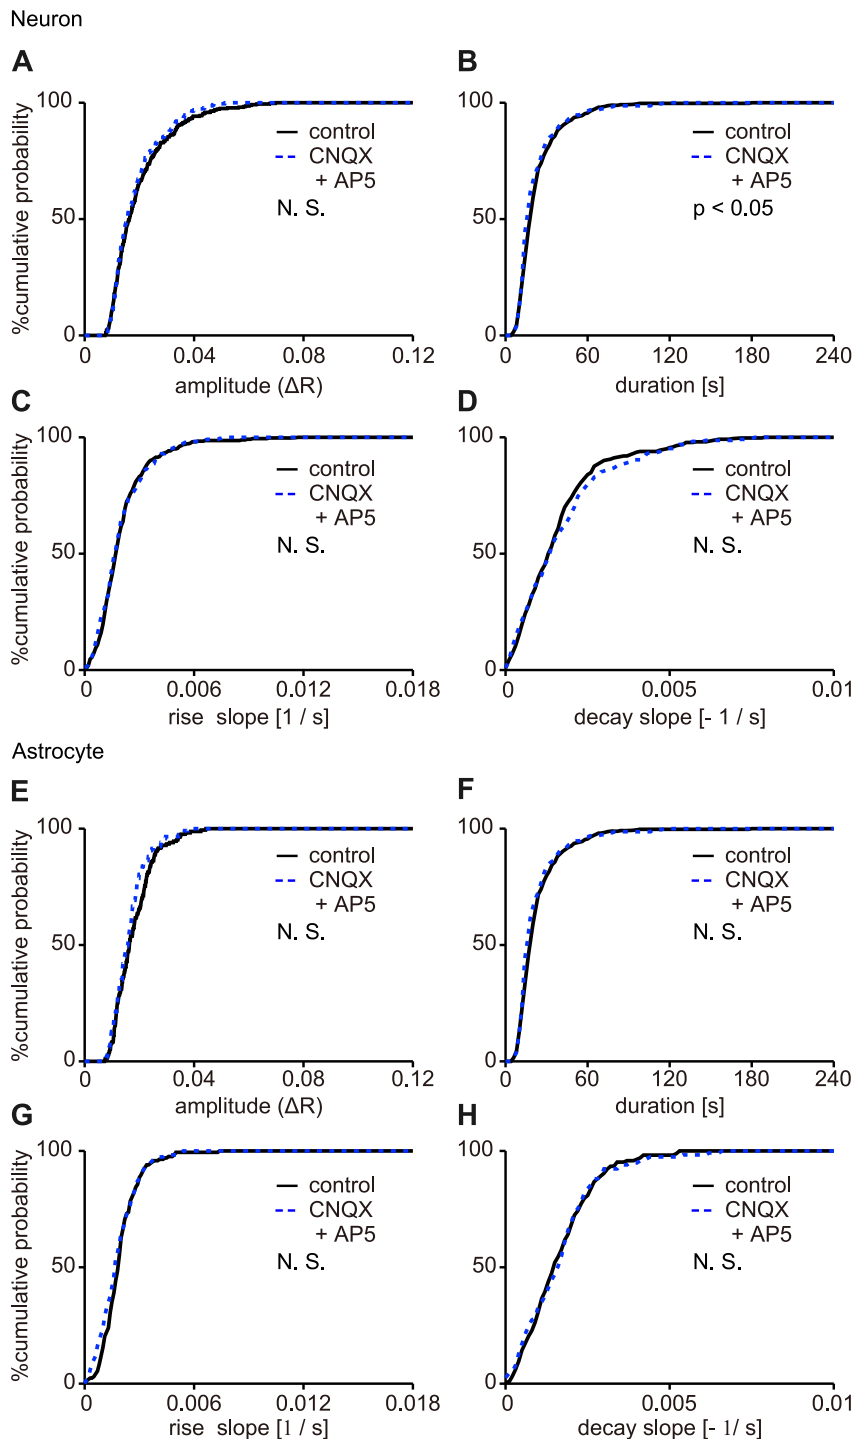 Neuron
A
%cumulative probability
100
50
0
control
CNQX
+ AP5
N. S.
0 0.04 0.08 0.12
amplitude (ΔR)
B
100
50
0
control
CNQX
+ AP5
p < 0.05
0 60 120 180 240
duration [s]
C
%cumulative probability
100
50
0
control
CNQX
+ AP5
N. S.
0 0.006 0.012 0.018
rise slope [1 / s]
D
100
50
0
control
CNQX
+ AP5
N. S.
0 0.005 0.01
decay slope [- 1 / s]
Astrocyte
E
%cumulative probability
100
50
0
control
CNQX
+ AP5
N. S.
0 0.04 0.08 0.12
amplitude (ΔR)
F
100
50
0
control
CNQX
+ AP5
N. S.
0 60 120 180 240
duration [s]
G
%cumulative probability
100
50
0
control
CNQX
+ AP5
N. S.
0 0.006 0.012 0.018
rise slope [1 / s]
H
100
50
0
control
CNQX
+ AP5
N. S.
0 0.005 0.01
decay slope [- 1/ s]